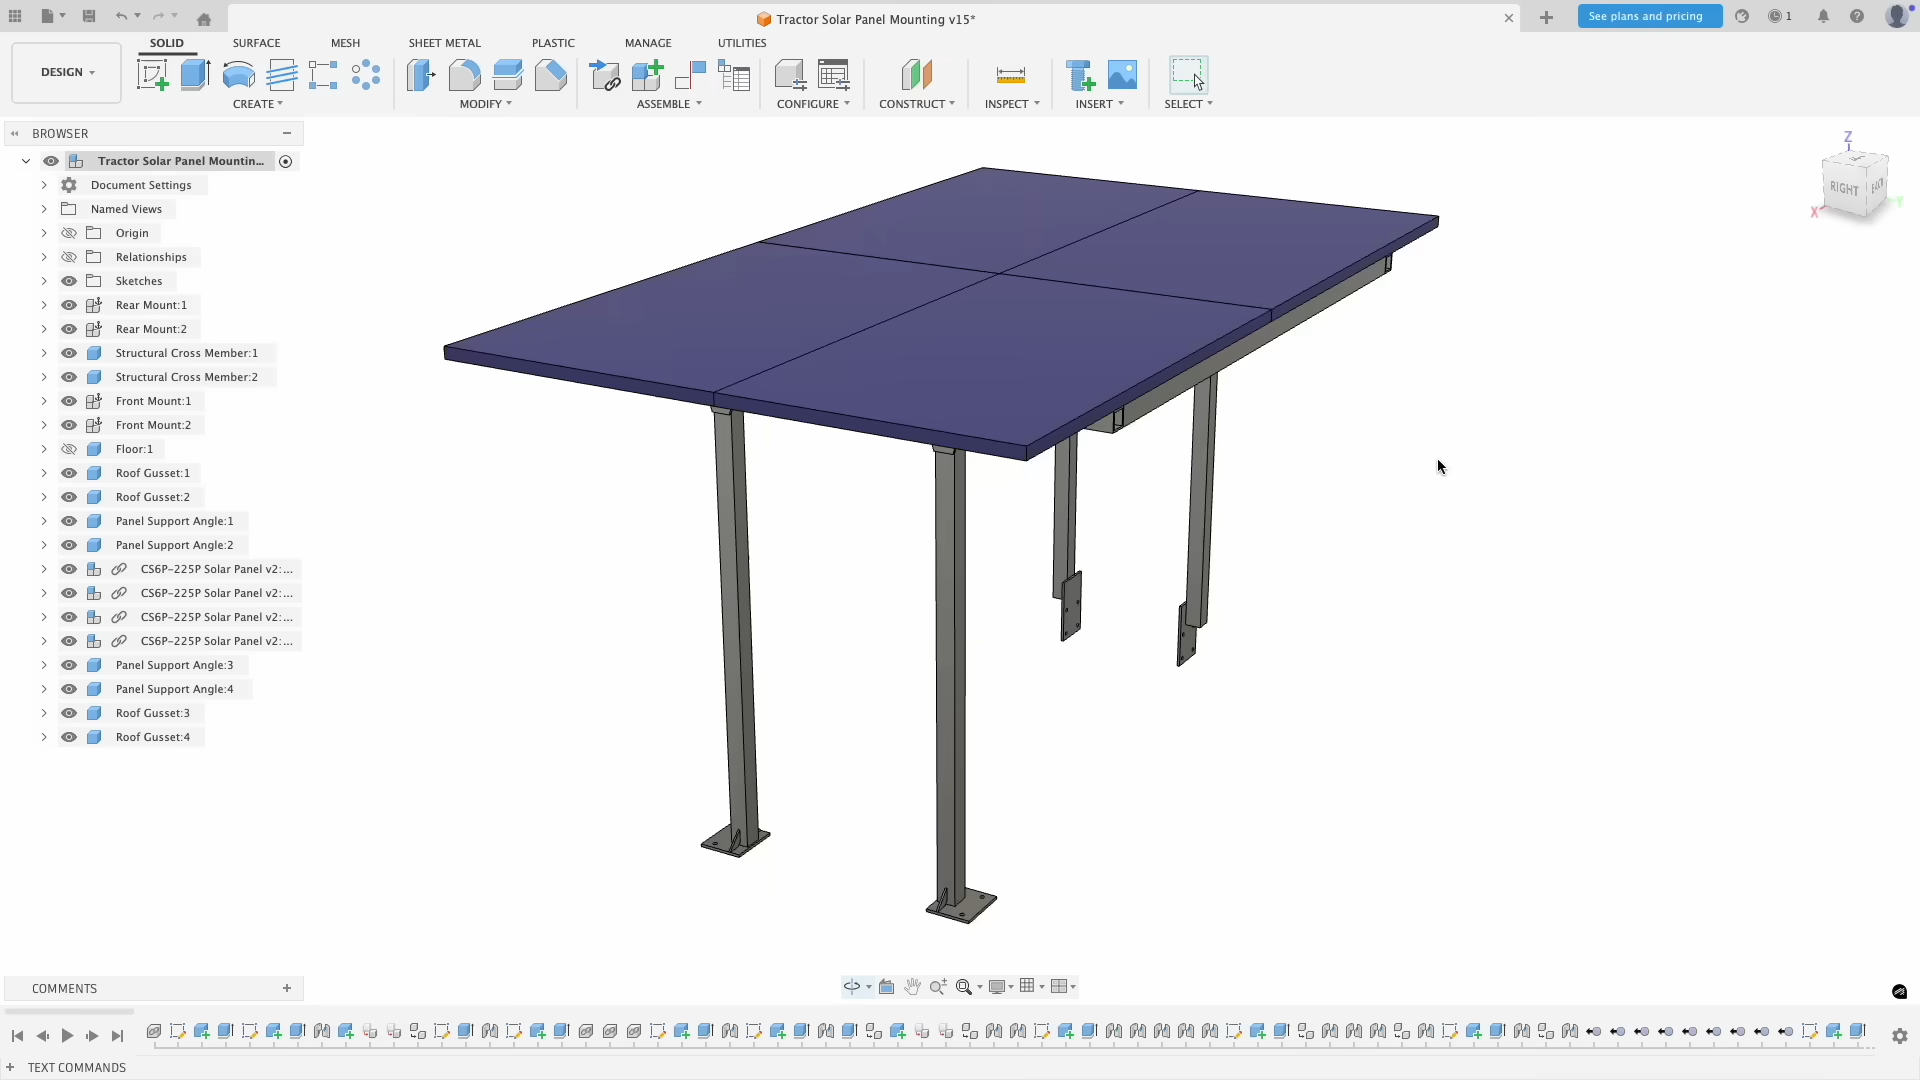 Tractor Solar Panel Mounting v15*
See plans and pricing
1
DESIGN
SOLID
SURFACE
MESH
SHEET METAL
PLASTIC
MANAGE
UTILITIES
CREATE
MODIFY
ASSEMBLE
CONFIGURE
CONSTRUCT
INSPECT
INSERT
SELECT
BROWSER
Tractor Solar Panel Mountin...
Document Settings
Named Views
Origin
Relationships
Sketches
Rear Mount:1
Rear Mount:2
Structural Cross Member:1
Structural Cross Member:2
Front Mount:1
Front Mount:2
Floor:1
Roof Gusset:1
Roof Gusset:2
Panel Support Angle:1
Panel Support Angle:2
CS6P-225P Solar Panel v2:...
CS6P-225P Solar Panel v2:...
CS6P-225P Solar Panel v2:...
CS6P-225P Solar Panel v2:...
Panel Support Angle:3
Panel Support Angle:4
Roof Gusset:3
Roof Gusset:4
Z
RIGHT
BACK
X
Y
COMMENTS
TEXT COMMANDS